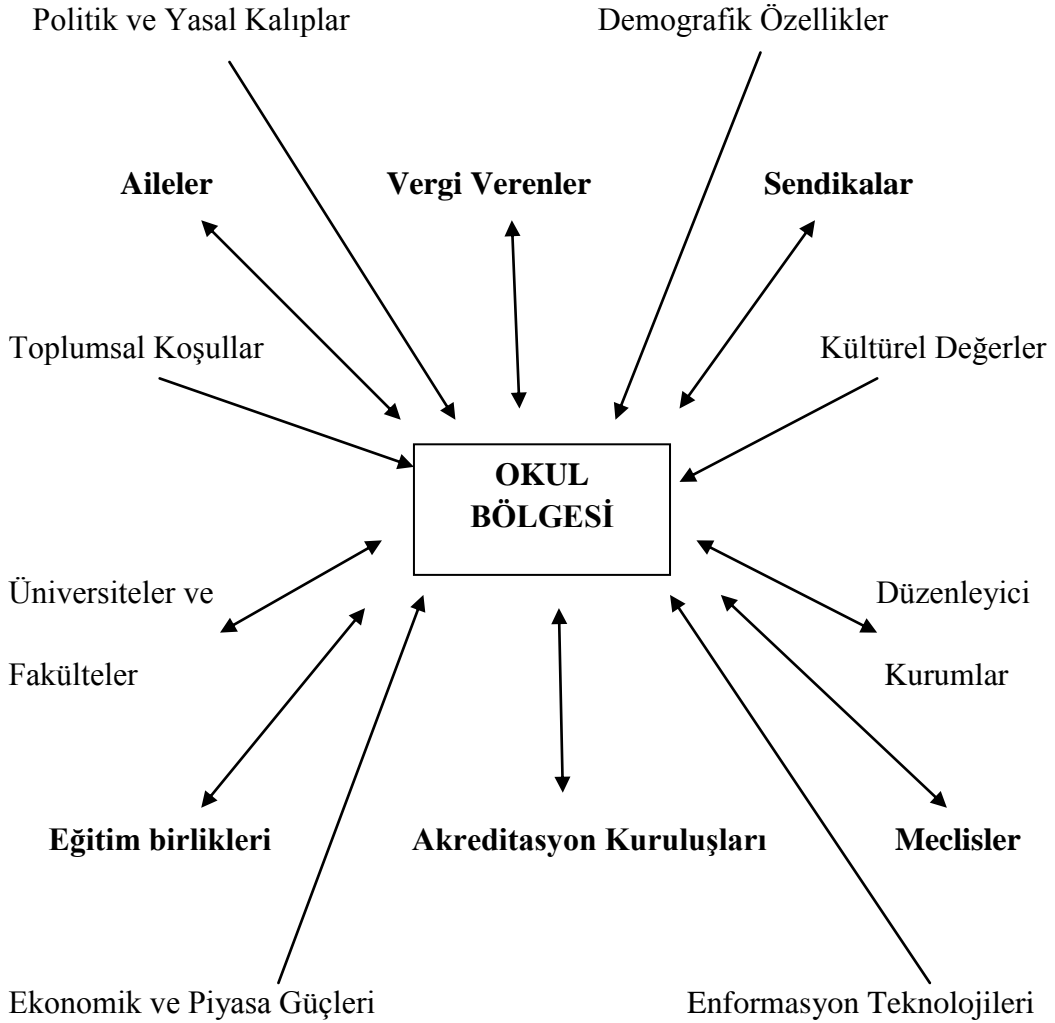 Politik ve Yasal Kalıplar
Demografik Özellikler
Aileler
Vergi Verenler
Sendikalar
Toplumsal Koşullar
Kültürel Değerler
OKUL
BÖLGESİ
Üniversiteler ve
Düzenleyici
Fakülteler
Kurumlar
Eğitim birlikleri
Akreditasyon Kuruluşları
Meclisler
Ekonomik ve Piyasa Güçleri
Enformasyon Teknolojileri